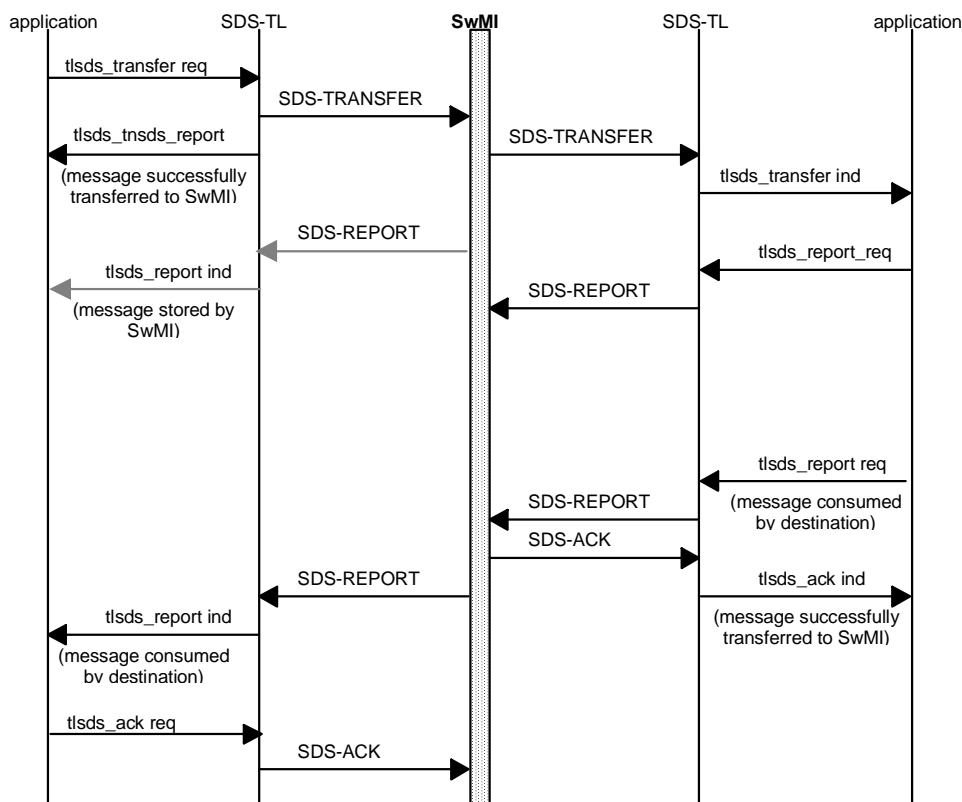 application SDS-TL SwMI SDS-TL application
tlsds_transfer req
SDS-TRANSFER
tlsds_tnsds_report
SDS-TRANSFER
(message successfully
transferred to SwMI)
tlsds_transfer ind
SDS-REPORT
tlsds_report_req
tlsds_report ind
SDS-REPORT
(message stored by
SwMI)
tlsds_report req
SDS-REPORT
(message consumed
by destination)
SDS-ACK
SDS-REPORT
tlsds_ack ind
tlsds_report ind
(message successfully
transferred to SwMI)
(message consumed
by destination)
tlsds_ack req
SDS-ACK